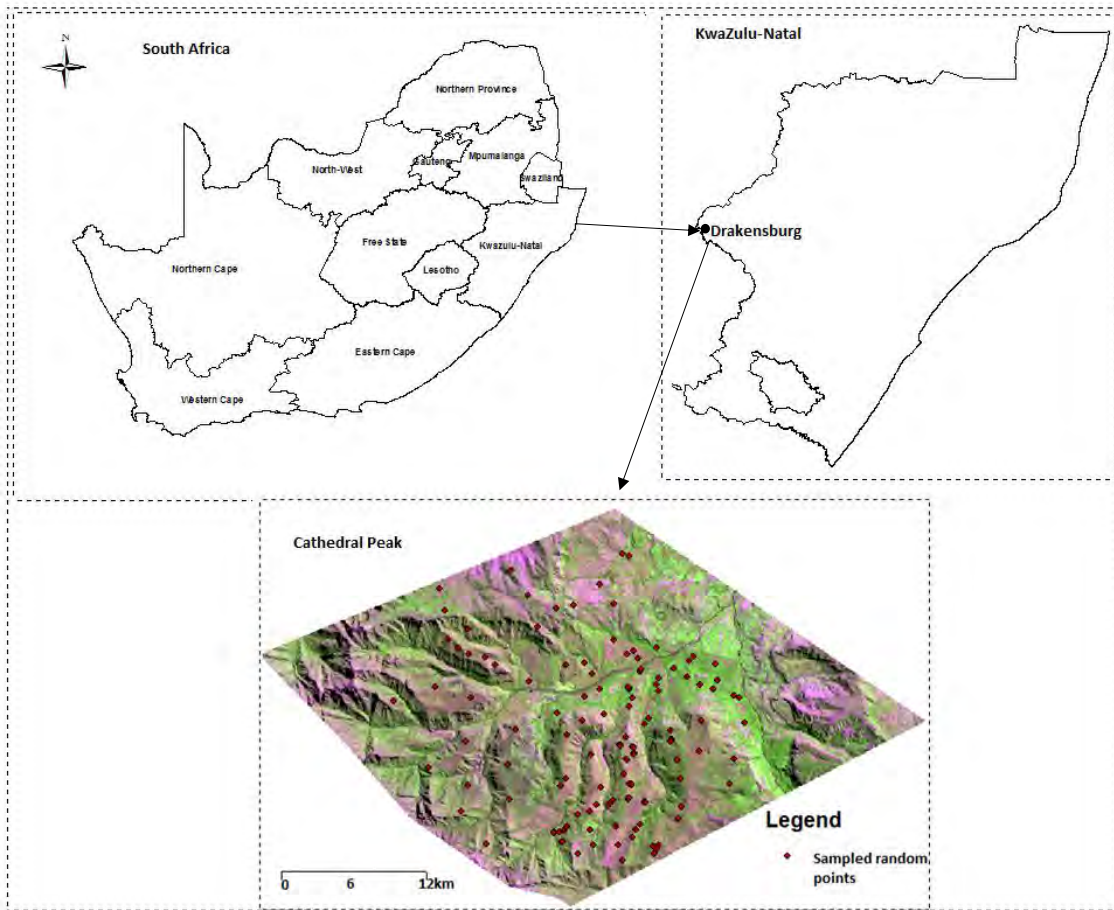 South Africa
N
Northern Province
North-West
Gauteng
Mpumalanga
Swaziland
Free State
Kwazulu-Natal
Lesotho
Northern Cape
Eastern Cape
Western Cape
KwaZulu-Natal
Drakensburg
Cathedral Peak
Legend
Sampled random
points
0 6 12km